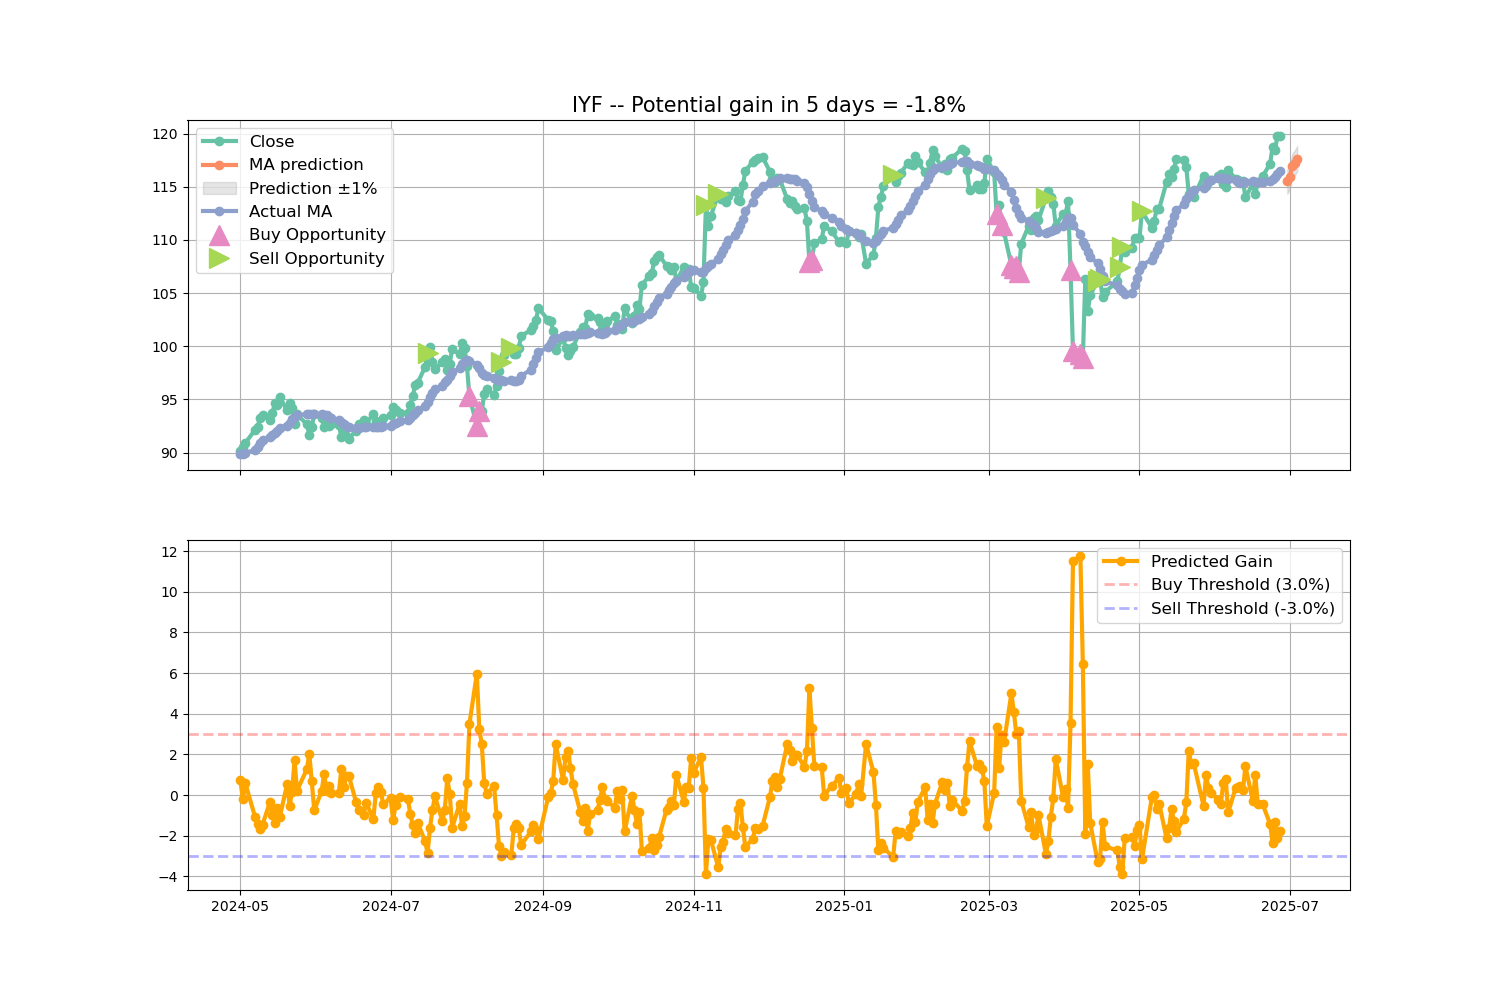 IYF -- Potential gain in 5 days = -1.8%
120
115
110
105
100
95
90
Close
MA prediction
Prediction ±1%
Actual MA
Buy Opportunity
Sell Opportunity
12
10
8
6
4
2
0
−2
−4
Predicted Gain
Buy Threshold (3.0%)
Sell Threshold (-3.0%)
2024-05
2024-07
2024-09
2024-11
2025-01
2025-03
2025-05
2025-07